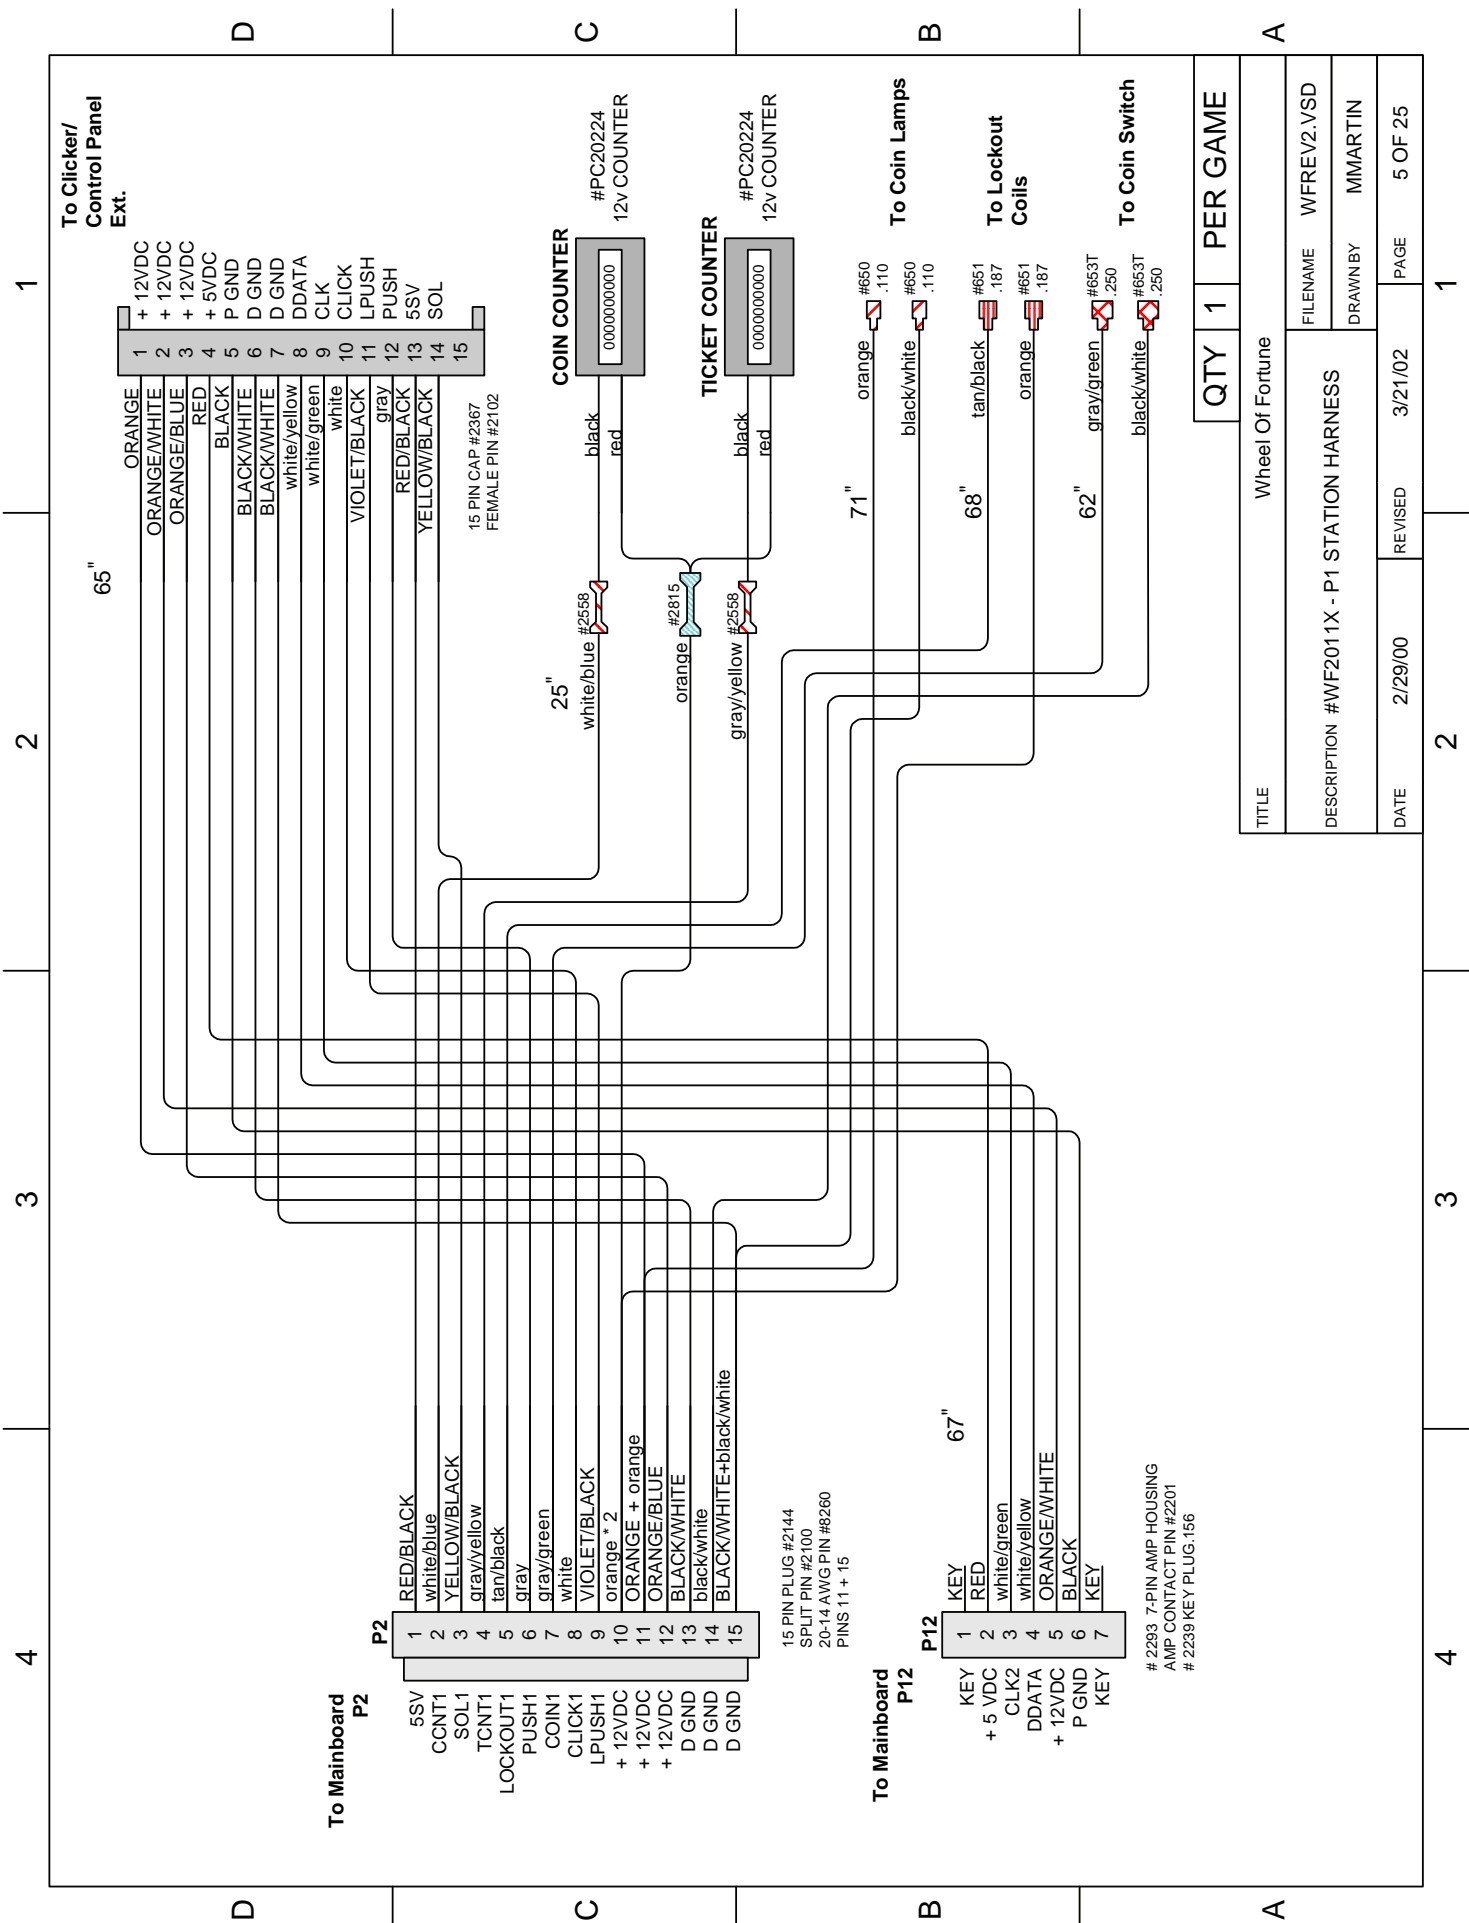 4
3
2
1
D
C
B
A
To Mainboard
P2
P2
5SV
CCNT1
SOL1
TCNT1
LOCKOUT1
PUSH1
COIN1
CLICK1
LPUSH1
+ 12VDC
+ 12VDC
+ 12VDC
D GND
D GND
D GND
1
2
3
4
5
6
7
8
9
10
11
12
13
14
15
RED/BLACK
white/blue
YELLOW/BLACK
gray/yellow
tan/black
gray
gray/green
white
VIOLET/BLACK
orange * 2
ORANGE + orange
ORANGE/BLUE
BLACK/WHITE
black/white
BLACK/WHITE+black/white
15 PIN PLUG #2144
SPLIT PIN #2100
20-14 AWG PIN #8260
PINS 11 + 15
To Mainboard
P12
P12
KEY
+ 5 VDC
CLK2
DDATA
+ 12VDC
P GND
KEY
1
2
3
4
5
6
7
KEY
RED
white/green
white/yellow
ORANGE/WHITE
BLACK
KEY
67"
# 2293 7-PIN AMP HOUSING
AMP CONTACT PIN #2201
# 2239 KEY PLUG.156
To Clicker/
Control Panel
Ext.
65"
ORANGE
ORANGE/WHITE
ORANGE/BLUE
RED
BLACK
BLACK/WHITE
BLACK/WHITE
white/yellow
white/green
white
VIOLET/BLACK
gray
RED/BLACK
YELLOW/BLACK
1
2
3
4
5
6
7
8
9
10
11
12
13
14
15
+ 12VDC
+ 12VDC
+ 12VDC
+ 5VDC
P GND
D GND
D GND
DDATA
CLK
CLICK
LPUSH
PUSH
5SV
SOL
15 PIN CAP #2367
FEMALE PIN #2102
25"
white/blue
#2558
black
red
COIN COUNTER
0000000000
#PC20224
12v COUNTER
orange
#2815
gray/yellow
#2558
black
red
TICKET COUNTER
0000000000
#PC20224
12v COUNTER
71"
orange
#650
.110
black/white
#650
.110
To Coin Lamps
68"
tan/black
#651
.187
orange
#651
.187
To Lockout
Coils
62"
gray/green
#653T
.250
black/white
#653T
.250
To Coin Switch
QTY 1 PER GAME
TITLE Wheel Of Fortune
DESCRIPTION #WF2011X - P1 STATION HARNESS
FILENAME WFREV2.VSD
DRAWN BY MMARTIN
DATE 2/29/00 REVISED 3/21/02 PAGE 5 OF 25
4
3
2
1
D
C
B
A